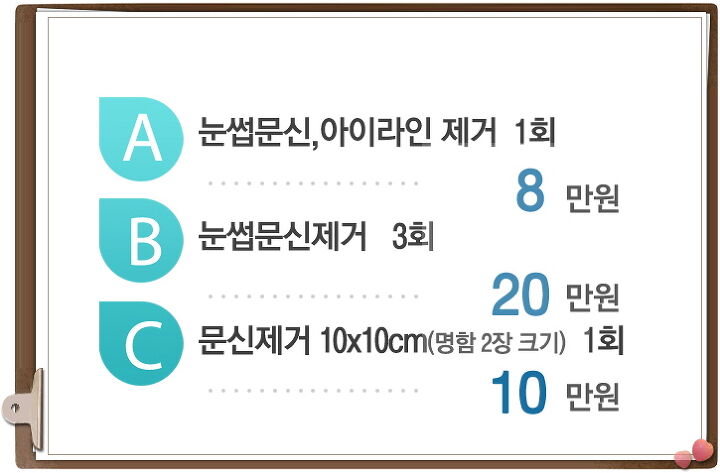 A 눈썹문신,아이라인 제거 1회
8 만원
B 눈썹문신제거 3회
20 만원
C 문신제거 10x10cm(명함 2장 크기) 1회
10 만원